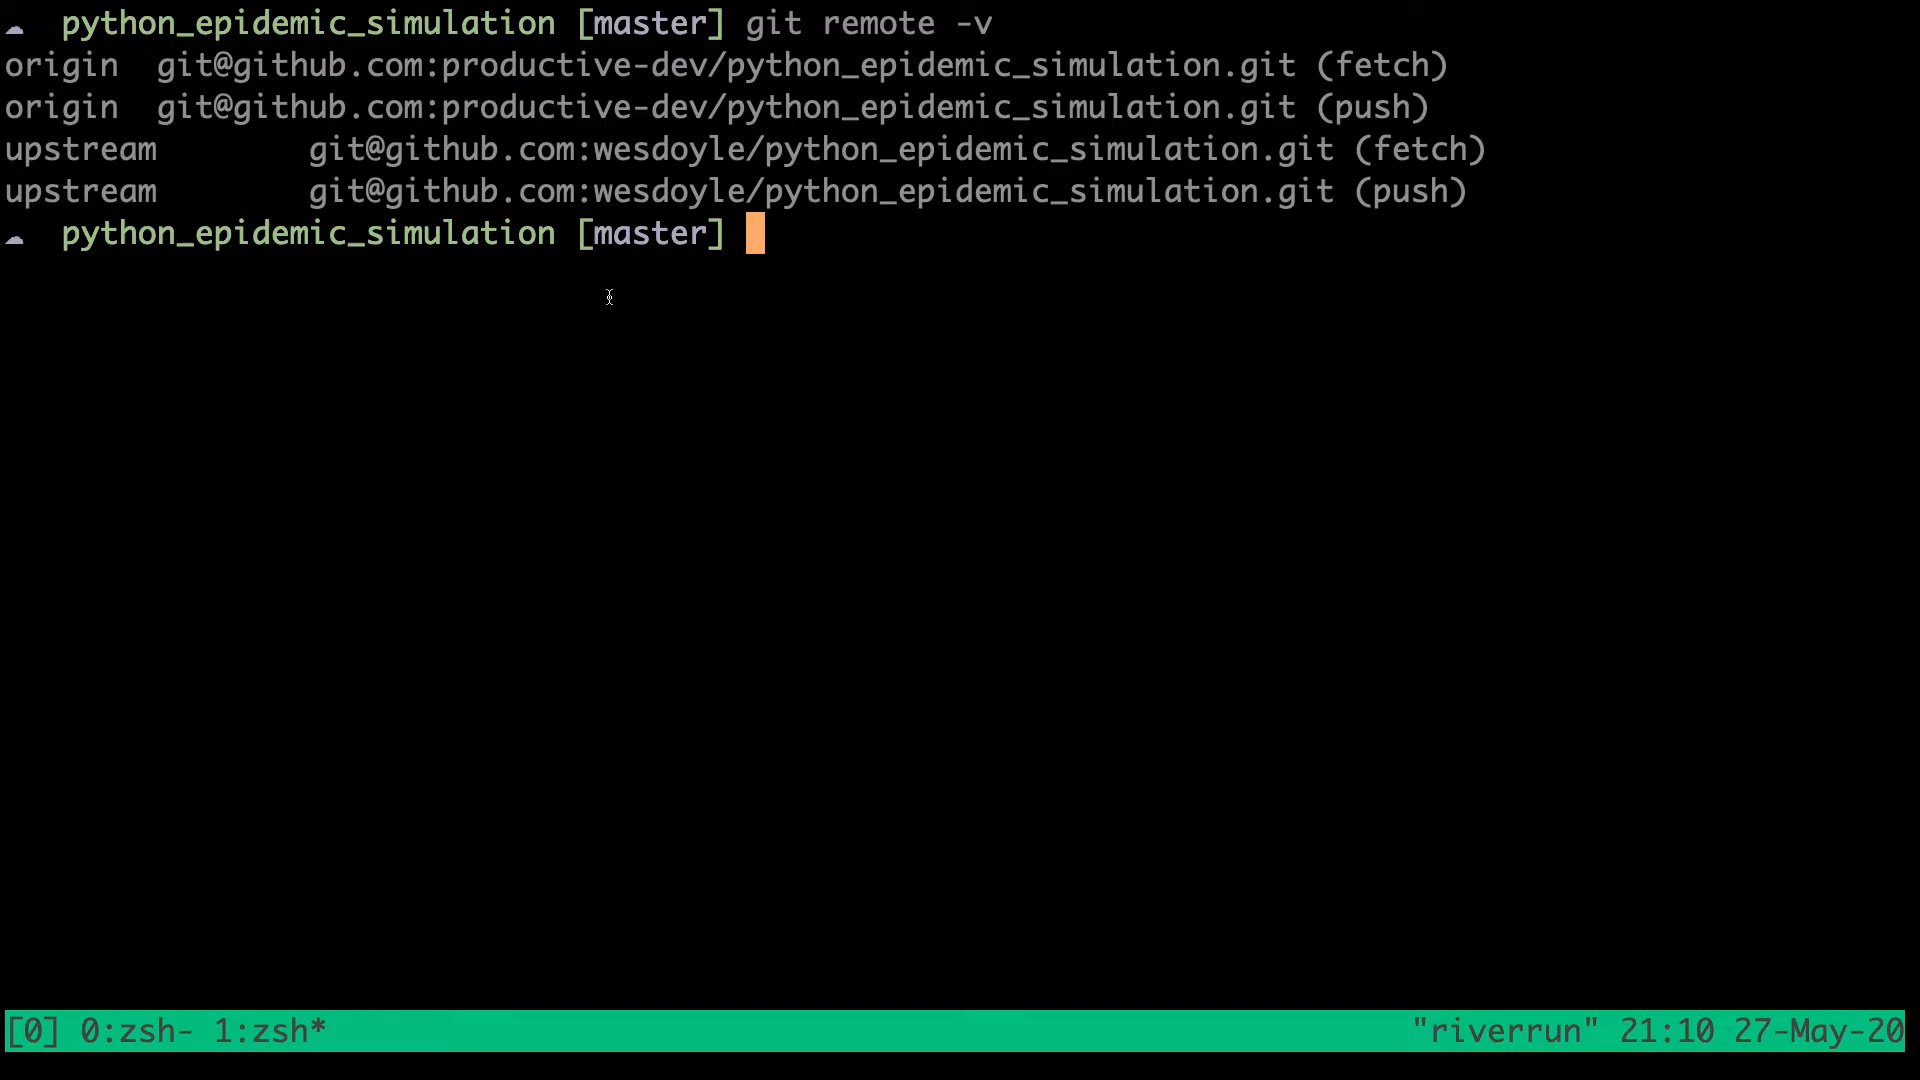 ☁  python_epidemic_simulation [master] git remote -v
origin  git@github.com:productive-dev/python_epidemic_simulation.git (fetch)
origin  git@github.com:productive-dev/python_epidemic_simulation.git (push)
upstream        git@github.com:wesdoyle/python_epidemic_simulation.git (fetch)
upstream        git@github.com:wesdoyle/python_epidemic_simulation.git (push)
☁  python_epidemic_simulation [master]
[0] 0:zsh- 1:zsh* "riverrun" 21:10 27-May-20